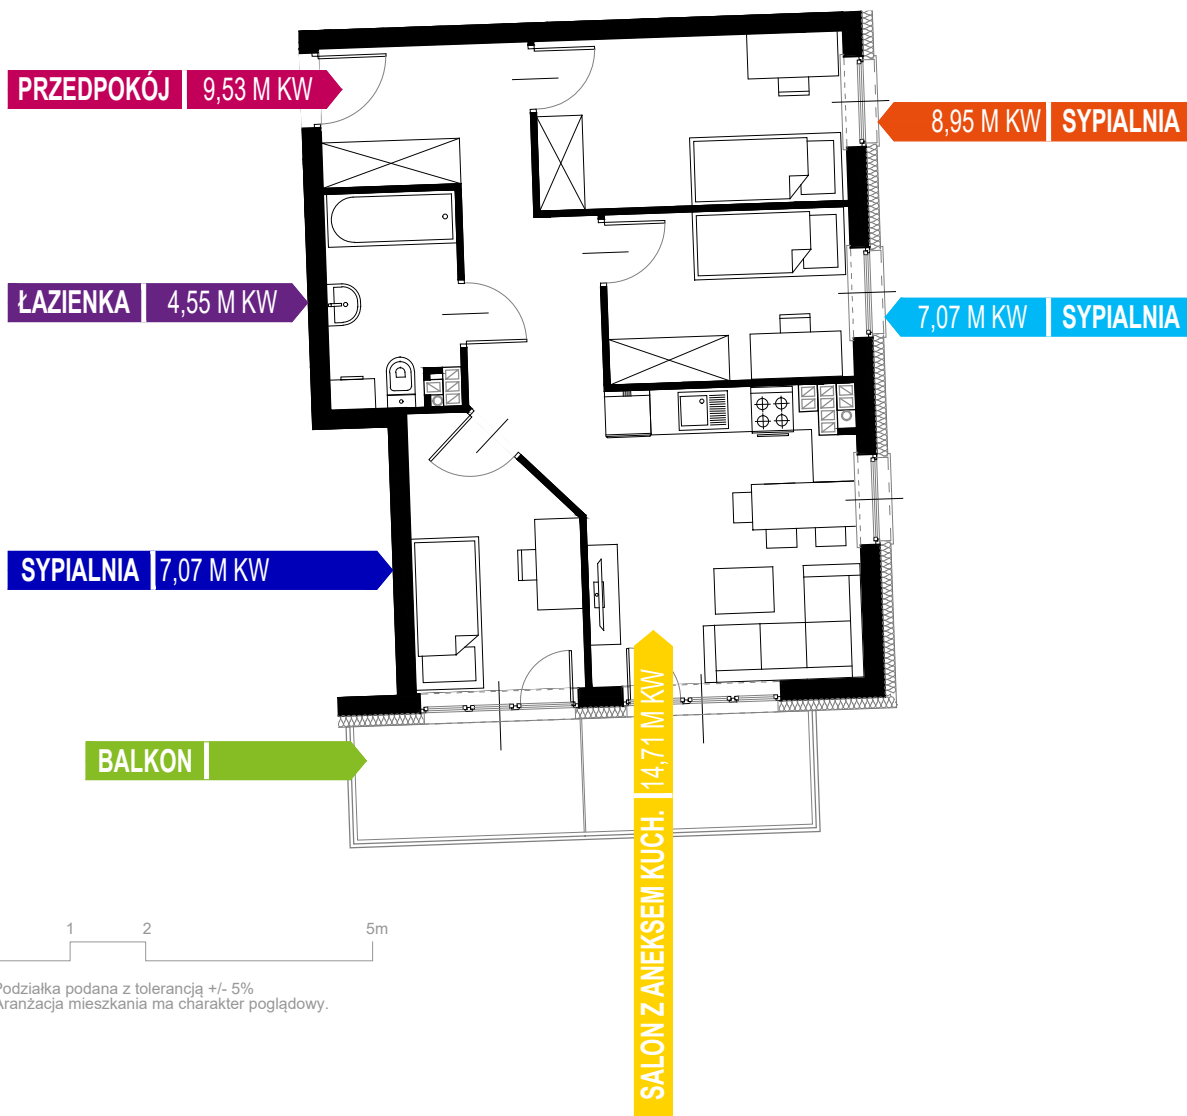 PRZEDPOKÓJ 9,53 M KW
8,95 M KW SYPIALNIA
ŁAZIENKA 4,55 M KW
7,07 M KW SYPIALNIA
SYPIALNIA 7,07 M KW
BALKON
SALON Z ANEKSEM KUCH. 14,71 M KW
1 2 5m
Podziałka podana z tolerancją +/- 5%
Aranżacja mieszkania ma charakter poglądowy.